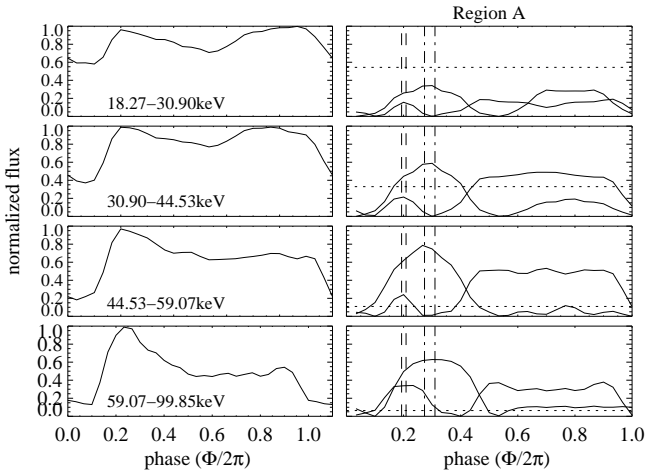 Region A
1.0
0.8
0.6
0.4
0.2
0.0
18.27−30.90keV
1.0
0.8
0.6
0.4
0.2
0.0
30.90−44.53keV
1.0
0.8
0.6
0.4
0.2
0.0
44.53−59.07keV
1.0
0.8
0.6
0.4
0.2
0.0
59.07−99.85keV
normalized flux
0.0 0.2 0.4 0.6 0.8 1.0
0.2 0.4 0.6 0.8 1.0
phase (Φ/2π)
phase (Φ/2π)